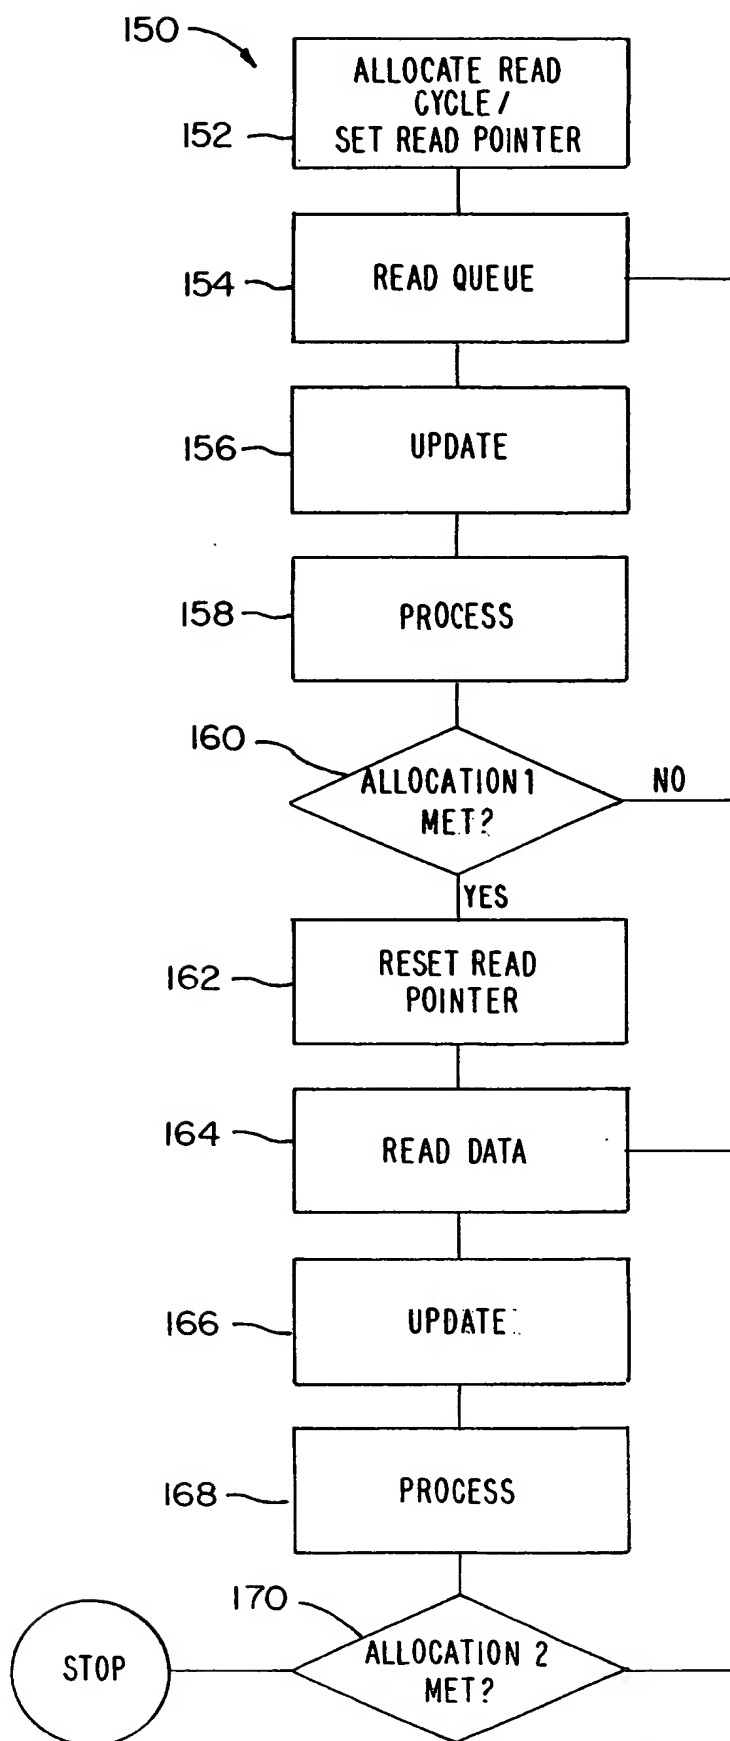 150
ALLOCATE READ
CYCLE /
SET READ POINTER
152
READ QUEUE
154
UPDATE
156
PROCESS
158
160
ALLOCATION 1
MET?
NO
YES
RESET READ
POINTER
162
READ DATA
164
UPDATE
166
PROCESS
168
170
ALLOCATION 2
MET?
STOP